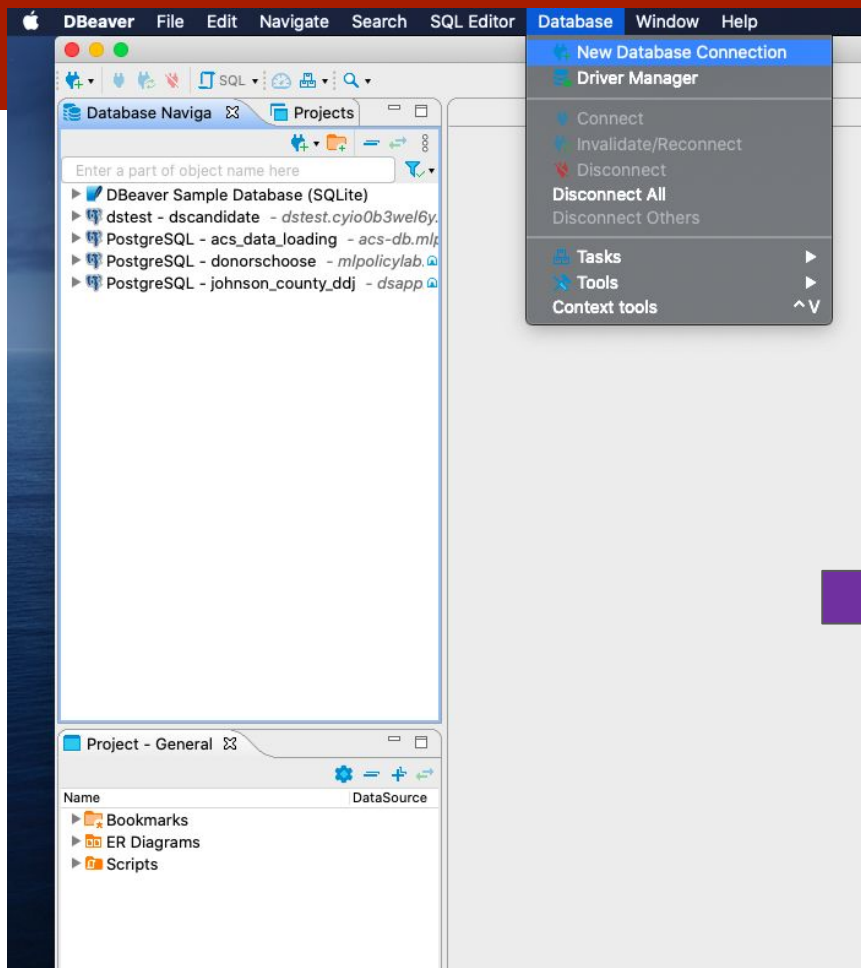 DBeaver File Edit Navigate Search SQL Editor Database Window Help
New Database Connection
Driver Manager
Connect
Invalidate/Reconnect
Disconnect
Disconnect All
Disconnect Others
Tasks
Tools
Context tools ^V
SQL
Database Naviga Projects
Enter a part of object name here
DBeaver Sample Database (SQLite)
dstest - dscandidate - dstest.cyio0b3wel6y.
PostgreSQL - acs_data_loading - acs-db.mlp
PostgreSQL - donorschoose - mlpolicylab.
PostgreSQL - johnson_county_ddj - dsapp
Project - General
Name DataSource
Bookmarks
ER Diagrams
Scripts